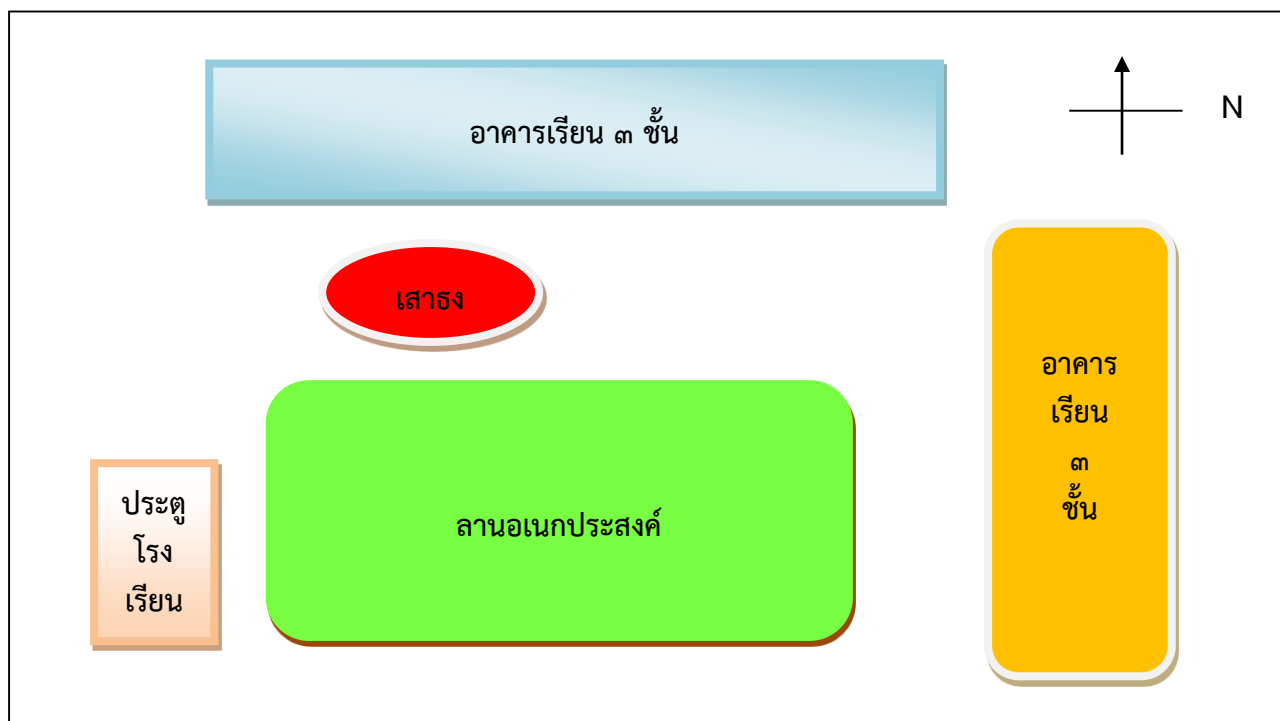 อาคารเรียน ๓ ชั้น
N
เสาธง
อาคาร
เรียน
๓
ชั้น
ประตู
โรง
เรียน
ลานอเนกประสงค์